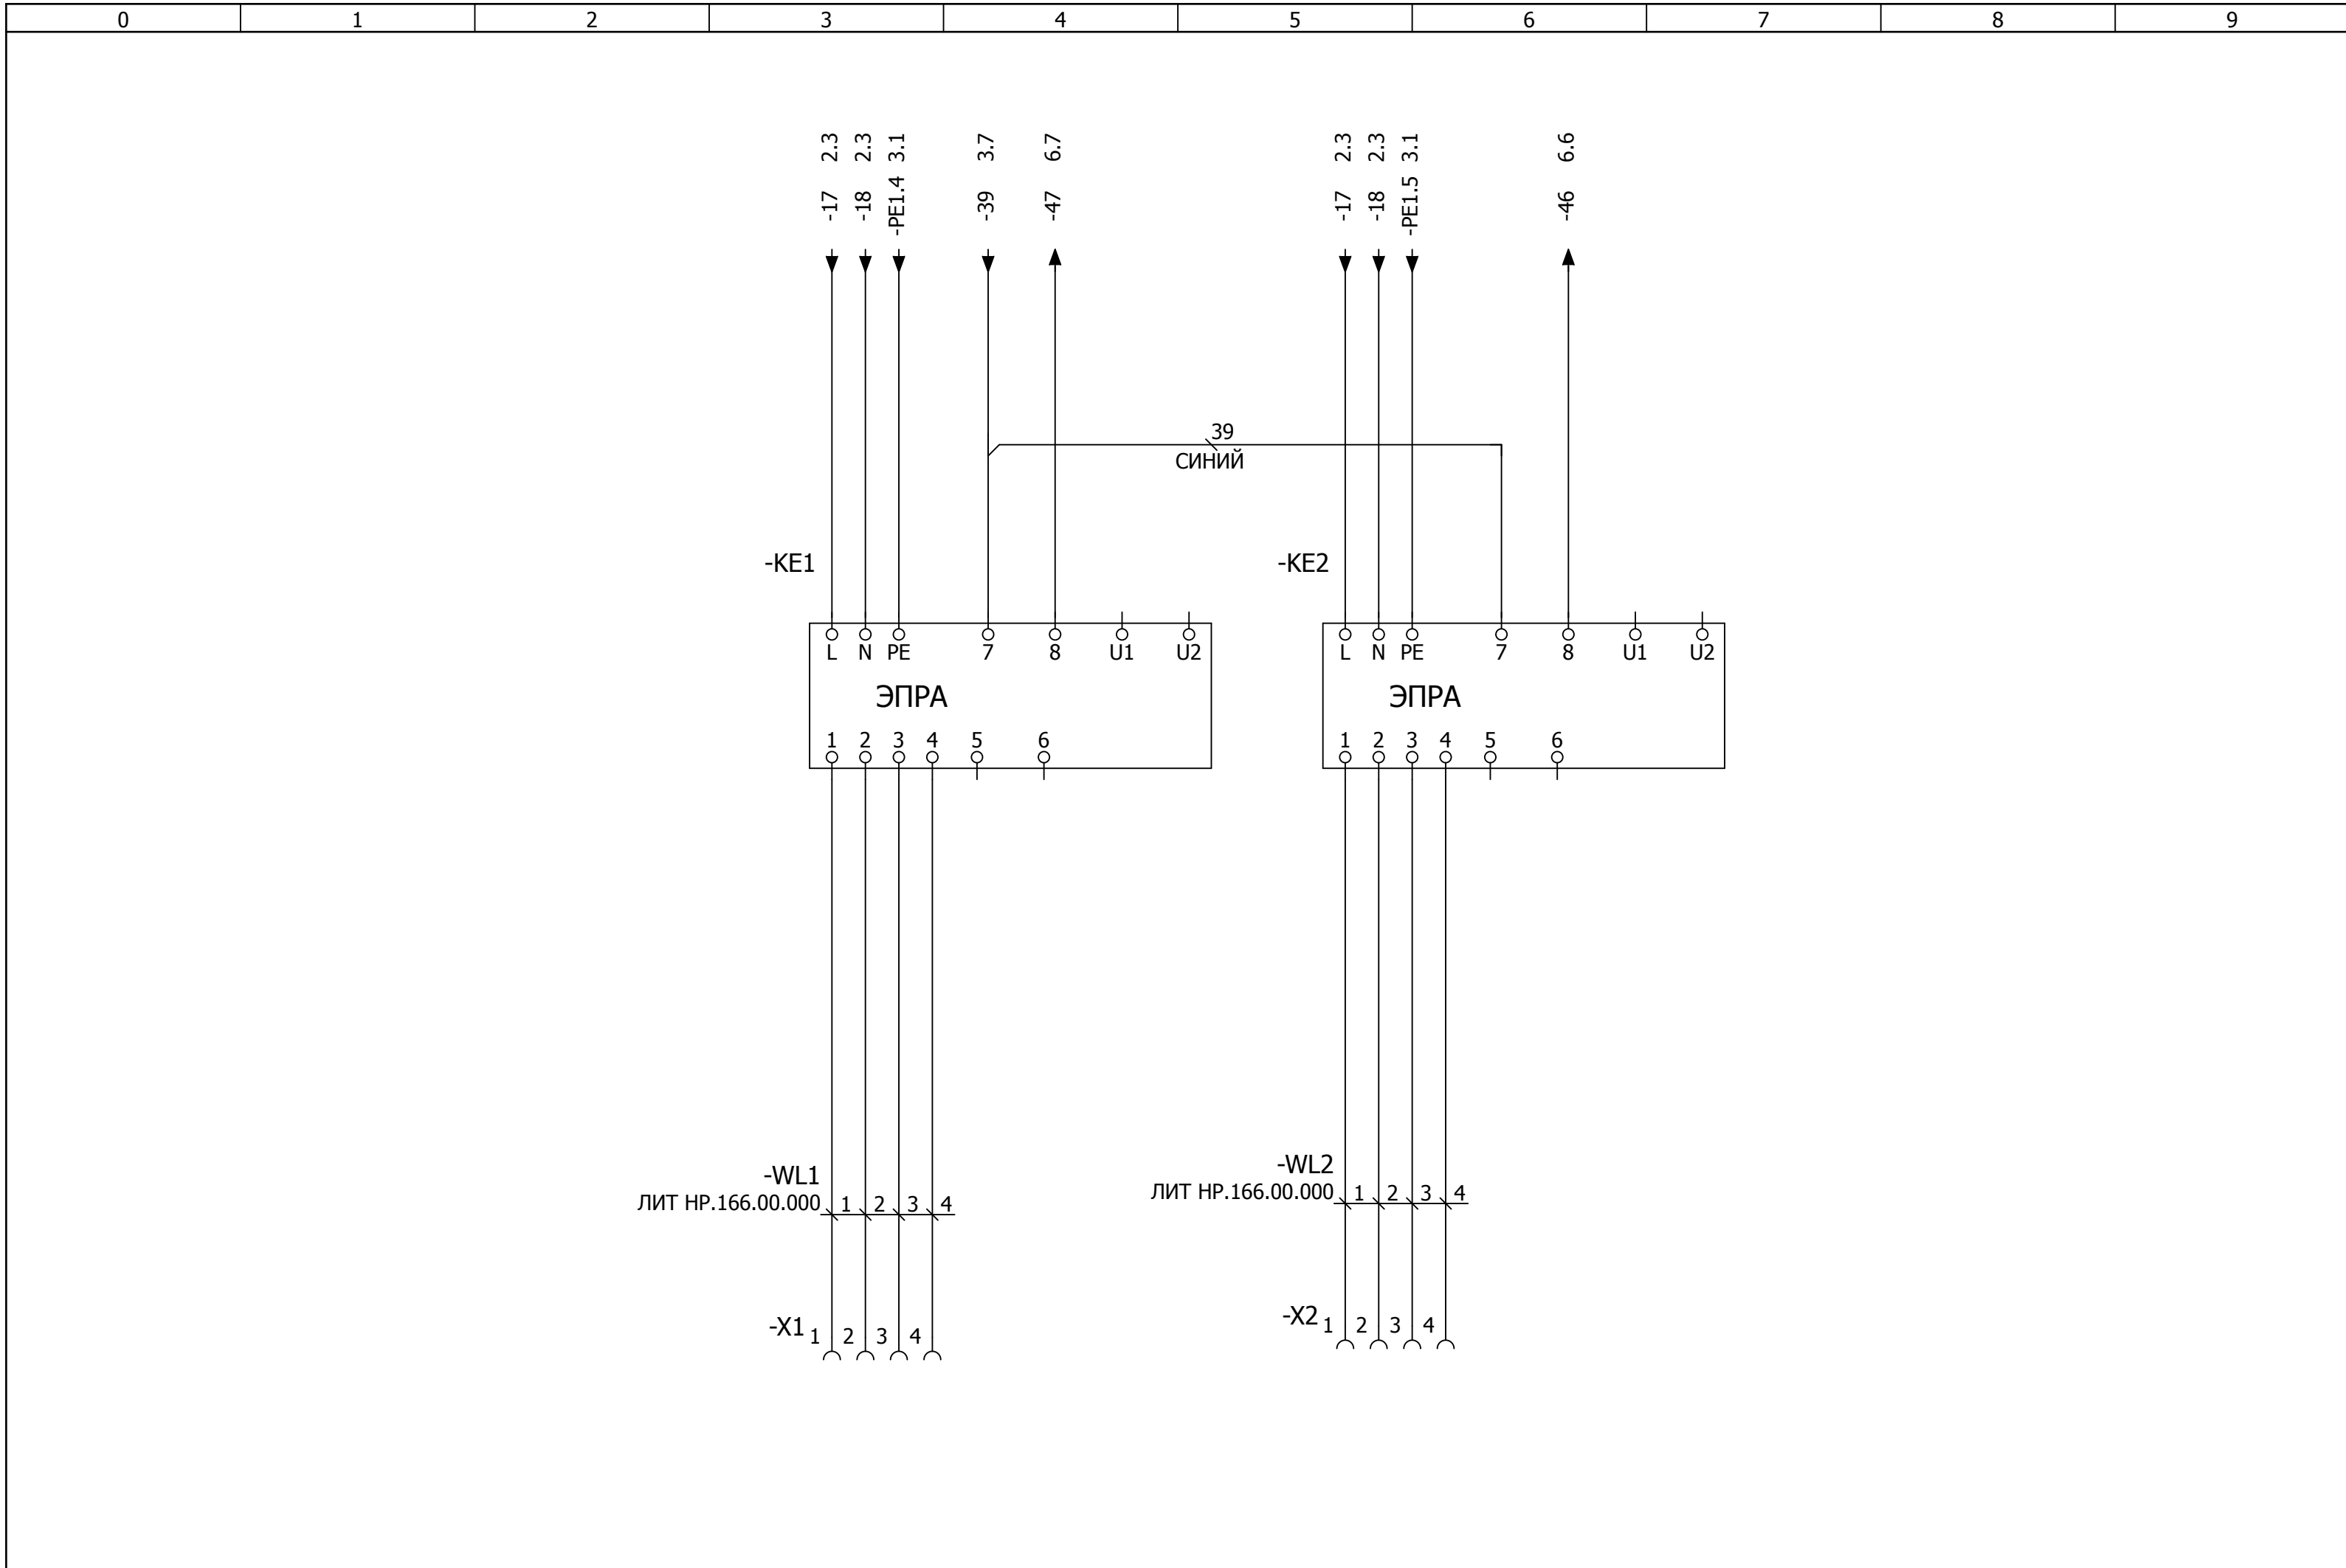 0 1 2 3 4 5 6 7 8 9
-17 2.3
-18 2.3
-PE1.4 3.1
-39 3.7
-47 6.7
-17 2.3
-18 2.3
-PE1.5 3.1
-46 6.6
39
СИНИЙ
-KE1
-KE2
L N PE 7 8 U1 U2
ЭПРА
1 2 3 4 5 6
L N PE 7 8 U1 U2
ЭПРА
1 2 3 4 5 6
-WL1
ЛИТ НР.166.00.000 1 2 3 4
-WL2
ЛИТ НР.166.00.000 1 2 3 4
-X1 1 2 3 4
-X2 1 2 3 4